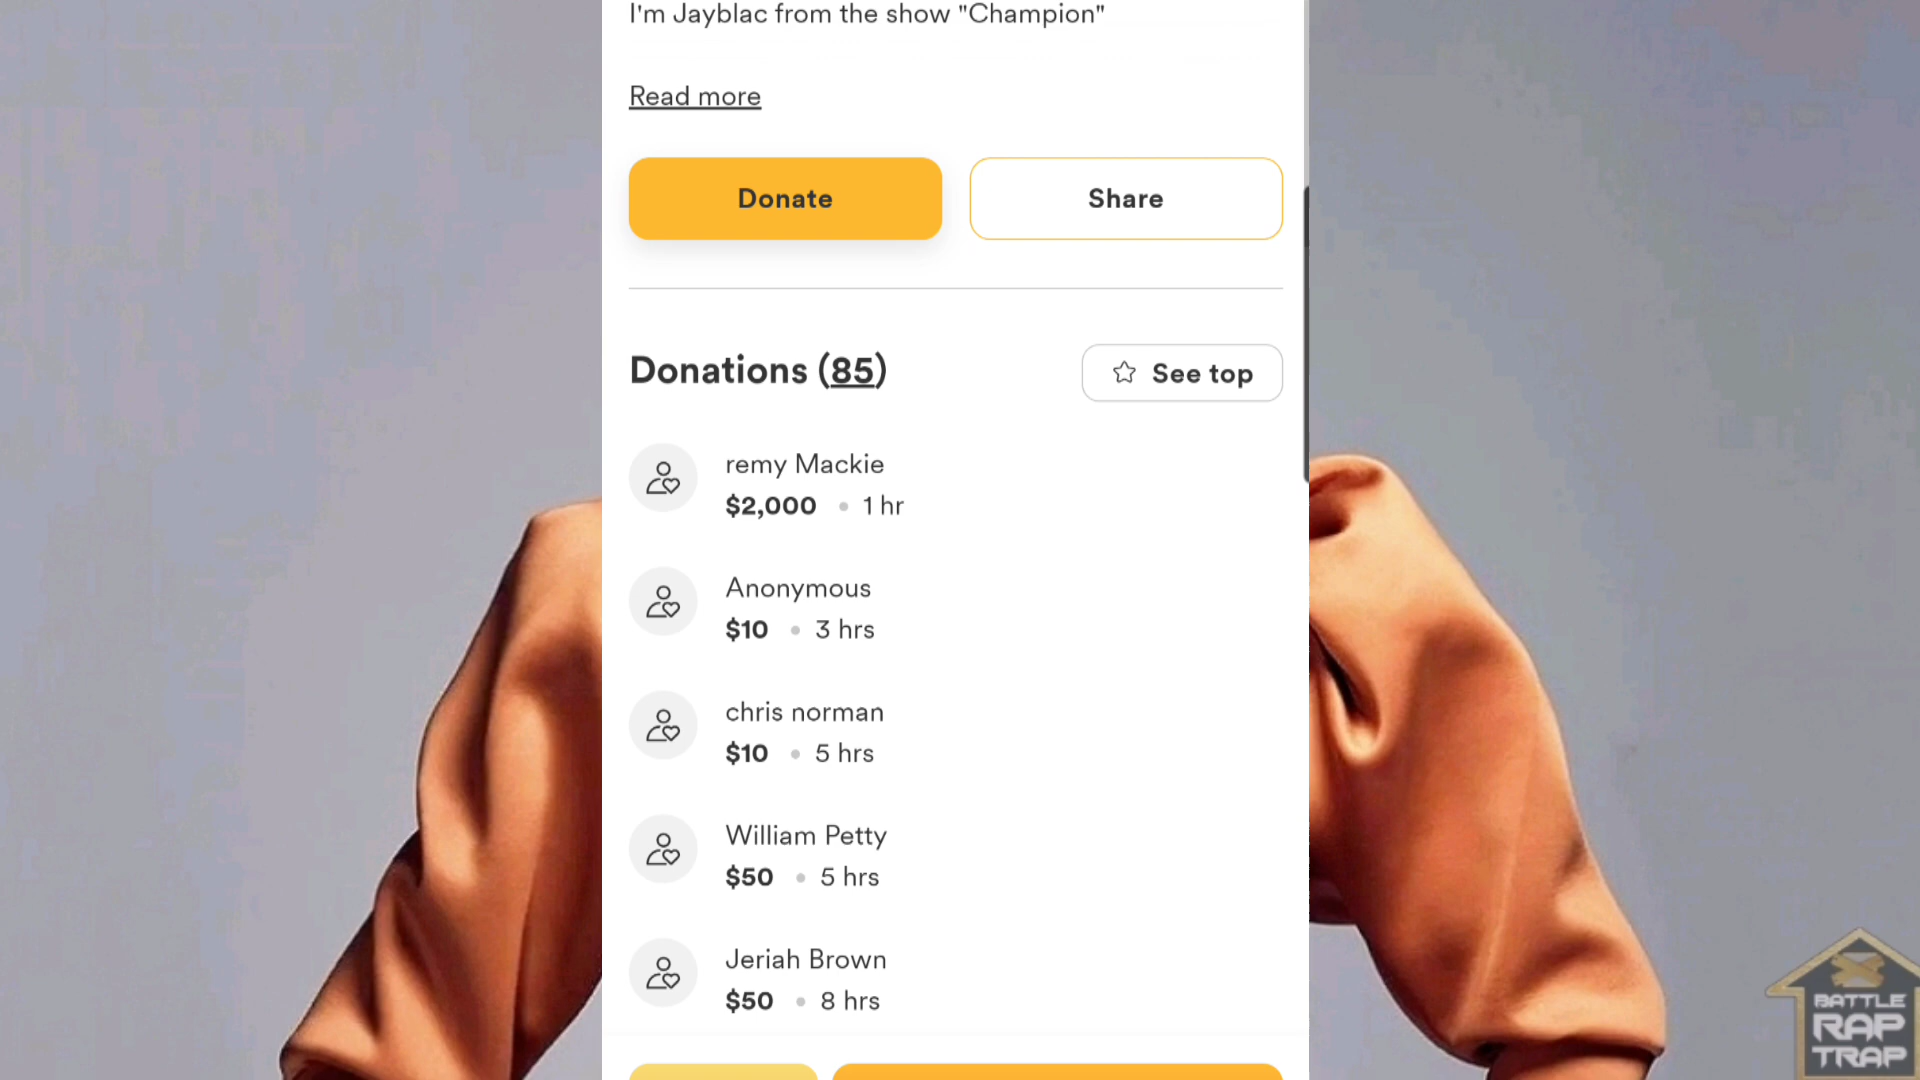 I'm Jayblac from the show "Champion"
Read more
Donate
Share
Donations (85)
See top
remy Mackie
$2,000 • 1 hr
Anonymous
$10 • 3 hrs
chris norman
$10 • 5 hrs
William Petty
$50 • 5 hrs
Jeriah Brown
$50 • 8 hrs
BATTLE
RAP
TRAP